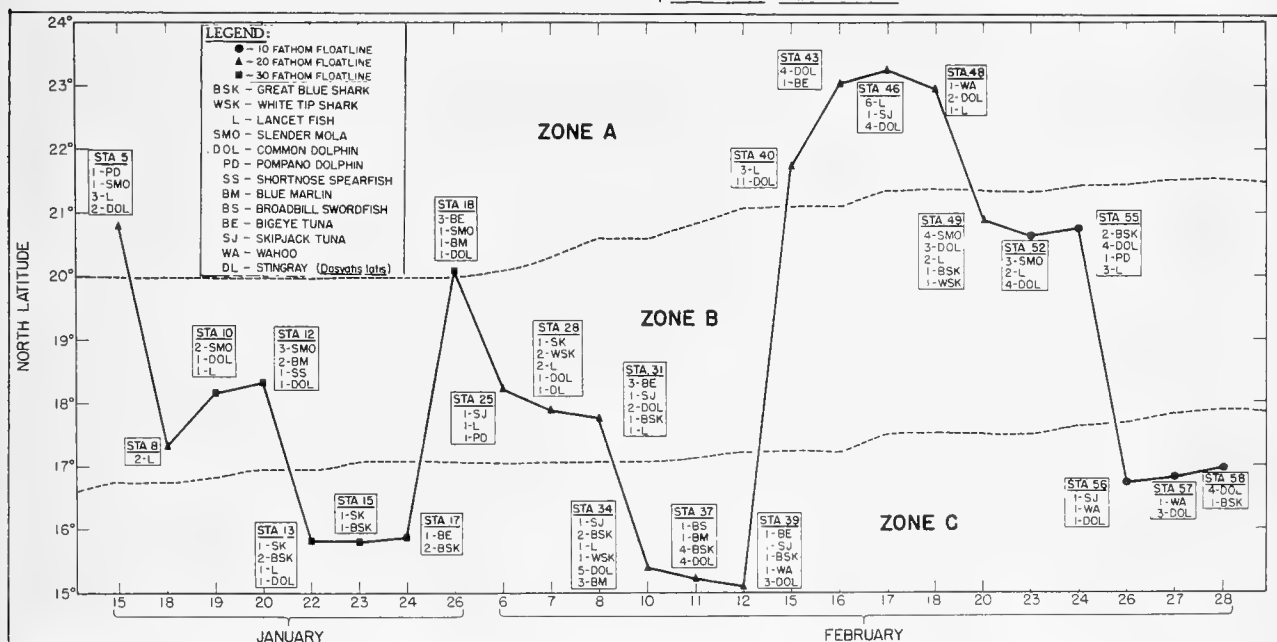 24°
23°
22°
21°
20°
19°
18°
17°
16°
15°
NORTH LATITUDE
LEGEND:
● – 10 FATHOM FLOATLINE
▲ – 20 FATHOM FLOATLINE
■ – 30 FATHOM FLOATLINE
BSK – GREAT BLUE SHARK
WSK – WHITE TIP SHARK
L – LANCET FISH
SMO – SLENDER MOLA
DOL – COMMON DOLPHIN
PD – POMPANO DOLPHIN
SS – SHORTNOSE SPEARFISH
BM – BLUE MARLIN
BS – BROADBILL SWORDFISH
BE – BIGEYE TUNA
SJ – SKIPJACK TUNA
WA – WAHOO
DL – STINGRAY (Dasyahs latis)
ZONE A
ZONE B
ZONE C
STA 5
1-PD
1-SMO
3-L
2-DOL
STA 8
2-L
STA 10
2-SMO
1-DOL
1-L
STA 12
3-SMO
2-BM
1-SS
1-DOL
STA 13
1-SK
2-BSK
1-L
1-DOL
STA 15
1-SK
1-BSK
STA 17
1-BE
2-BSK
STA 18
3-BE
1-SMO
1-BM
1-DOL
STA 25
1-SJ
1-L
1-PD
STA 28
1-SK
2-WSK
2-L
1-DOL
1-DL
STA 31
3-BE
1-SJ
2-DOL
1-BSK
1-L
STA 34
1-SJ
2-BSK
1-L
1-WSK
5-DOL
3-BM
STA 37
1-BS
1-BM
4-BSK
4-DOL
STA 39
1-BE
1-SJ
1-BSK
1-WA
3-DOL
STA 40
3-L
11-DOL
STA 43
4-DOL
1-BE
STA 46
6-L
1-SJ
4-DOL
STA 48
1-WA
2-DOL
1-L
STA 49
4-SMO
3-DOL
2-L
1-BSK
1-WSK
STA 52
3-SMO
2-L
4-DOL
STA 55
2-BSK
4-DOL
1-PD
3-L
STA 56
1-SJ
1-WA
1-DOL
STA 57
1-WA
3-DOL
STA 58
4-DOL
1-BSK
15 18 19 20 22 23 24 26 6 7 8 10 11 12 15 16 17 18 20 23 24 26 27 28
JANUARY FEBRUARY